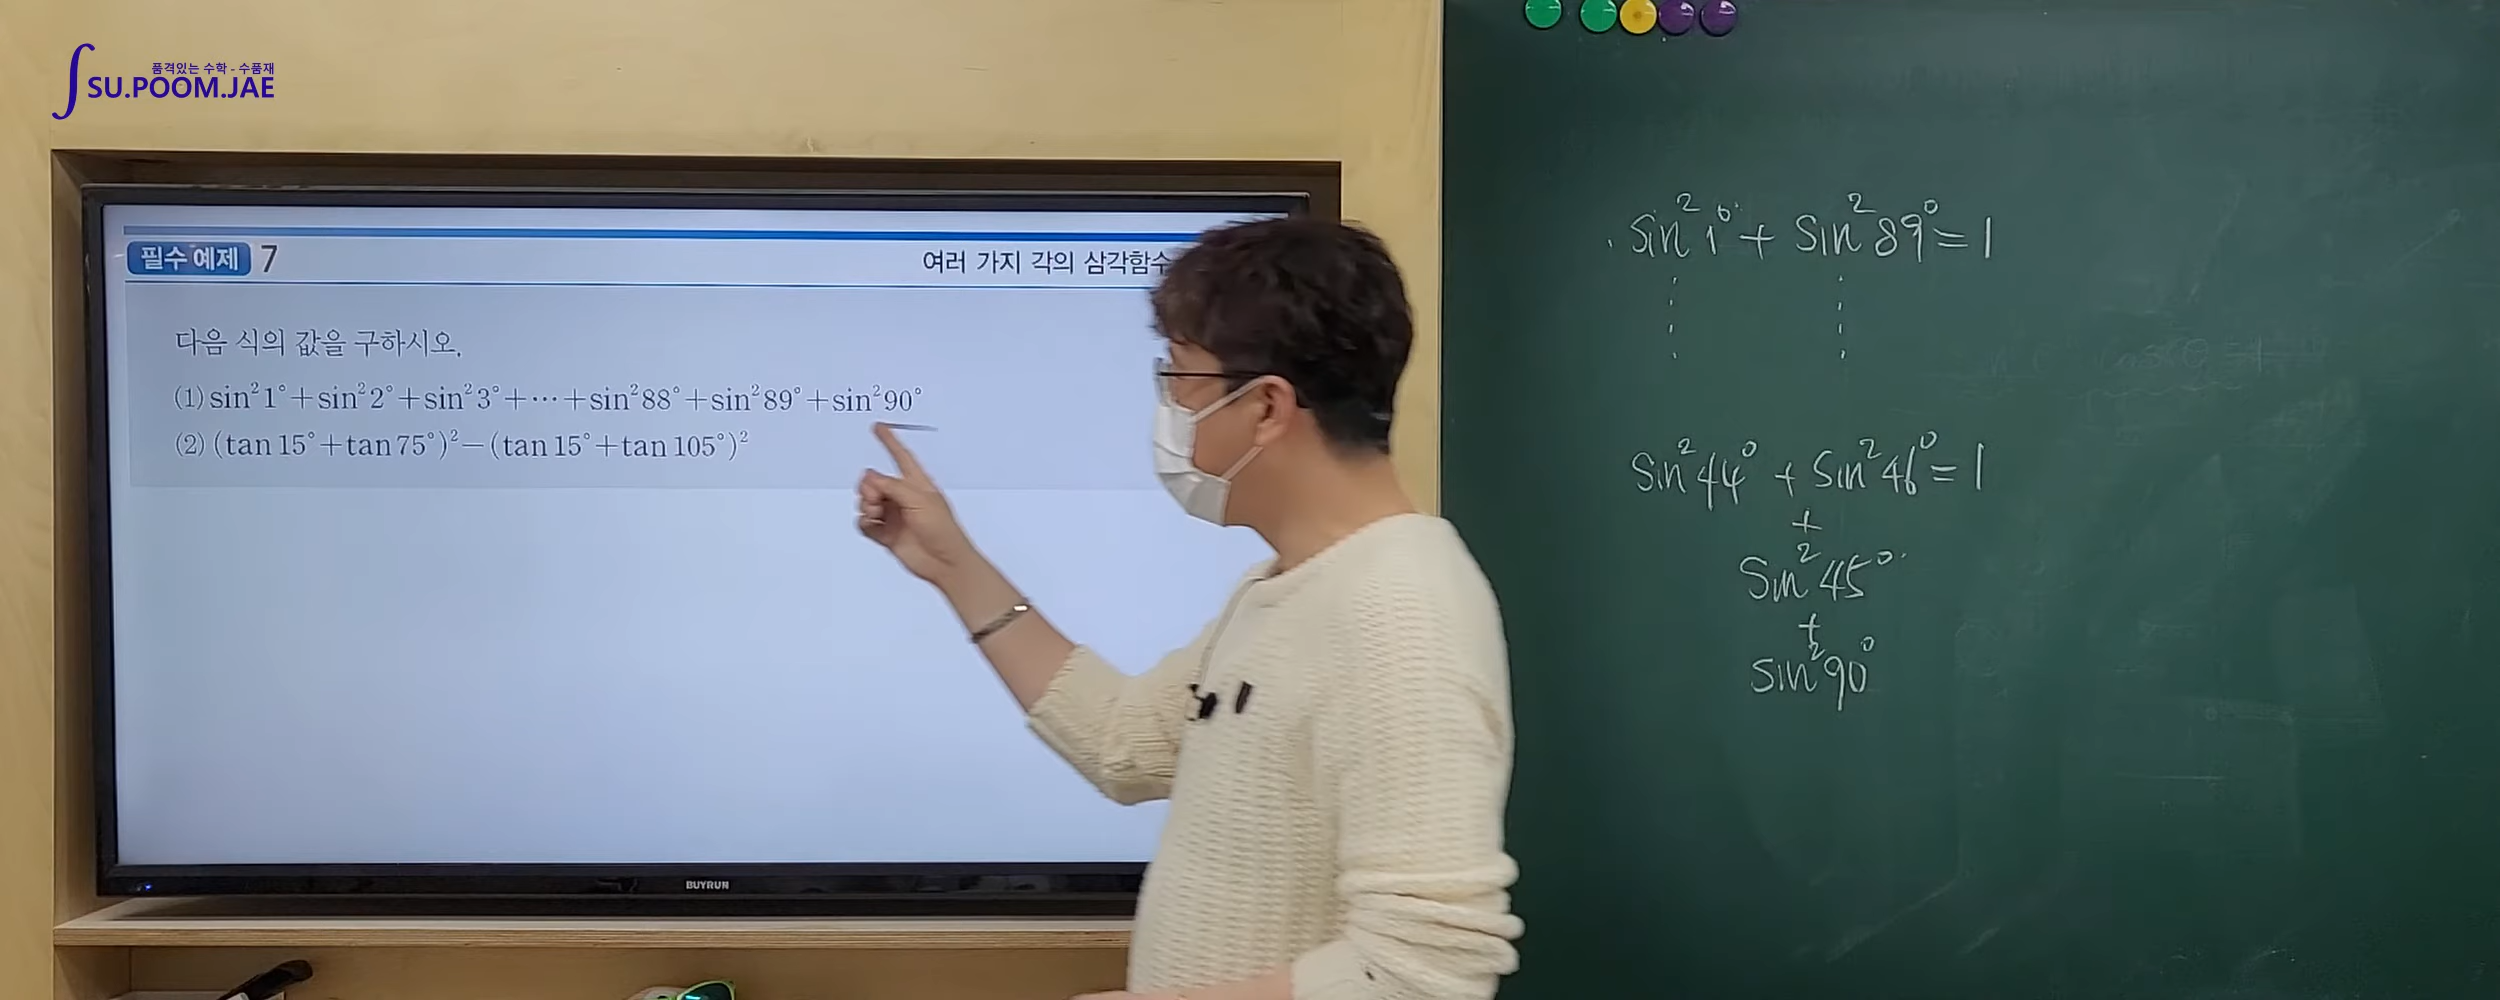 품격있는 수학 - 수품재
SU.POOM.JAE
필수 예제 7
여러 가지 각의 삼각함수
다음 식의 값을 구하시오.
(1) sin²1°+sin²2°+sin²3°+⋯+sin²88°+sin²89°+sin²90°
(2) (tan 15°+tan 75°)²−(tan 15°+tan 105°)²
BUYRUN
sin²1° + sin²89° = 1
sin²44° + sin²46° = 1
+
sin²45°
+
sin²90°